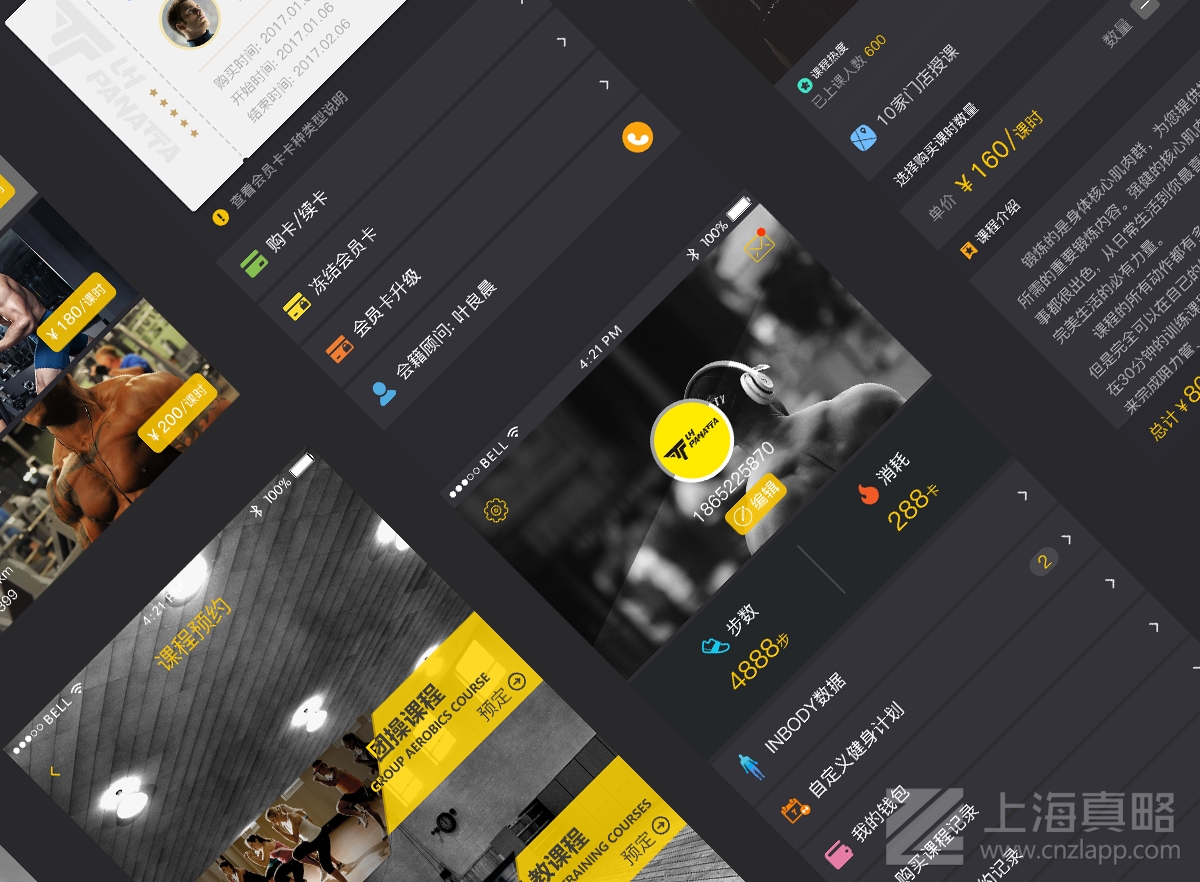 LH
PANATTA
购买时间: 2017.01.0
开始时间: 2017.01.06
结束时间: 2017.02.06
查看会员卡卡种类型说明
购卡/续卡
冻结会员卡
会员卡升级
会籍顾问: 叶良晨
¥180/课时
¥200/课时
课程热度
已上课人数 600
10家门店授课
选择购买课时数量
数量
单价 ¥160/课时
课程介绍
锻炼的是身体核心肌肉群，为您提供
所需的重要锻炼内容。强健的核心肌肉
事都很出色，从日常生活到你最喜
完美生活的必有力量。
课程的所有动作都有多
但是完全可以在自己的
在30分钟的训练课
来完成阻力管、
总计 ¥80
BELL
4:21 PM
100%
LH
PANATTA
1865225870
编辑
步数
4888步
消耗
288卡
INBODY数据
2
自定义健身计划
我的钱包
购买课程记录
约记录
BELL
4:21 P
100%
课程预约
团操课程
GROUP AEROBICS COURSE
预定
教课程
TRAINING COURSES
预定
km
399
上海真略
www.cnzlapp.com